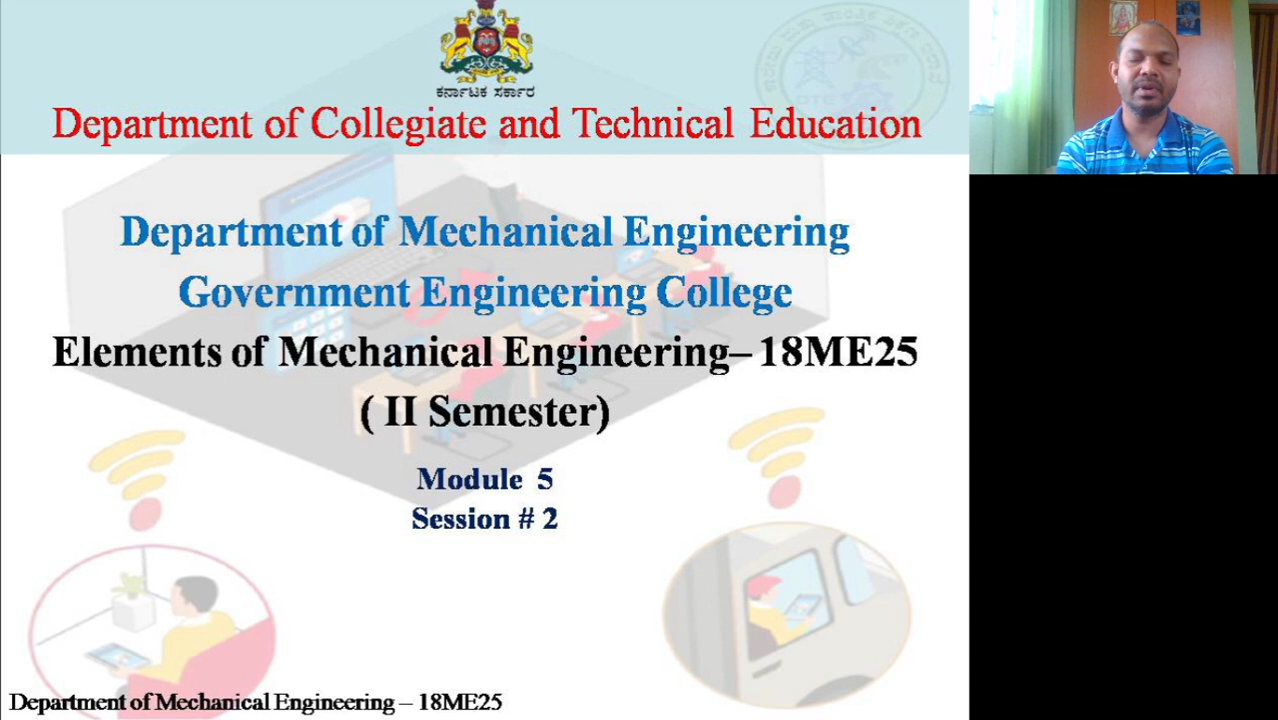 ಕರ್ನಾಟಕ ಸರ್ಕಾರ
Department of Collegiate and Technical Education
DTE
Department of Mechanical Engineering
Government Engineering College
Elements of Mechanical Engineering– 18ME25
( II Semester)
Module 5
Session # 2
Department of Mechanical Engineering – 18ME25